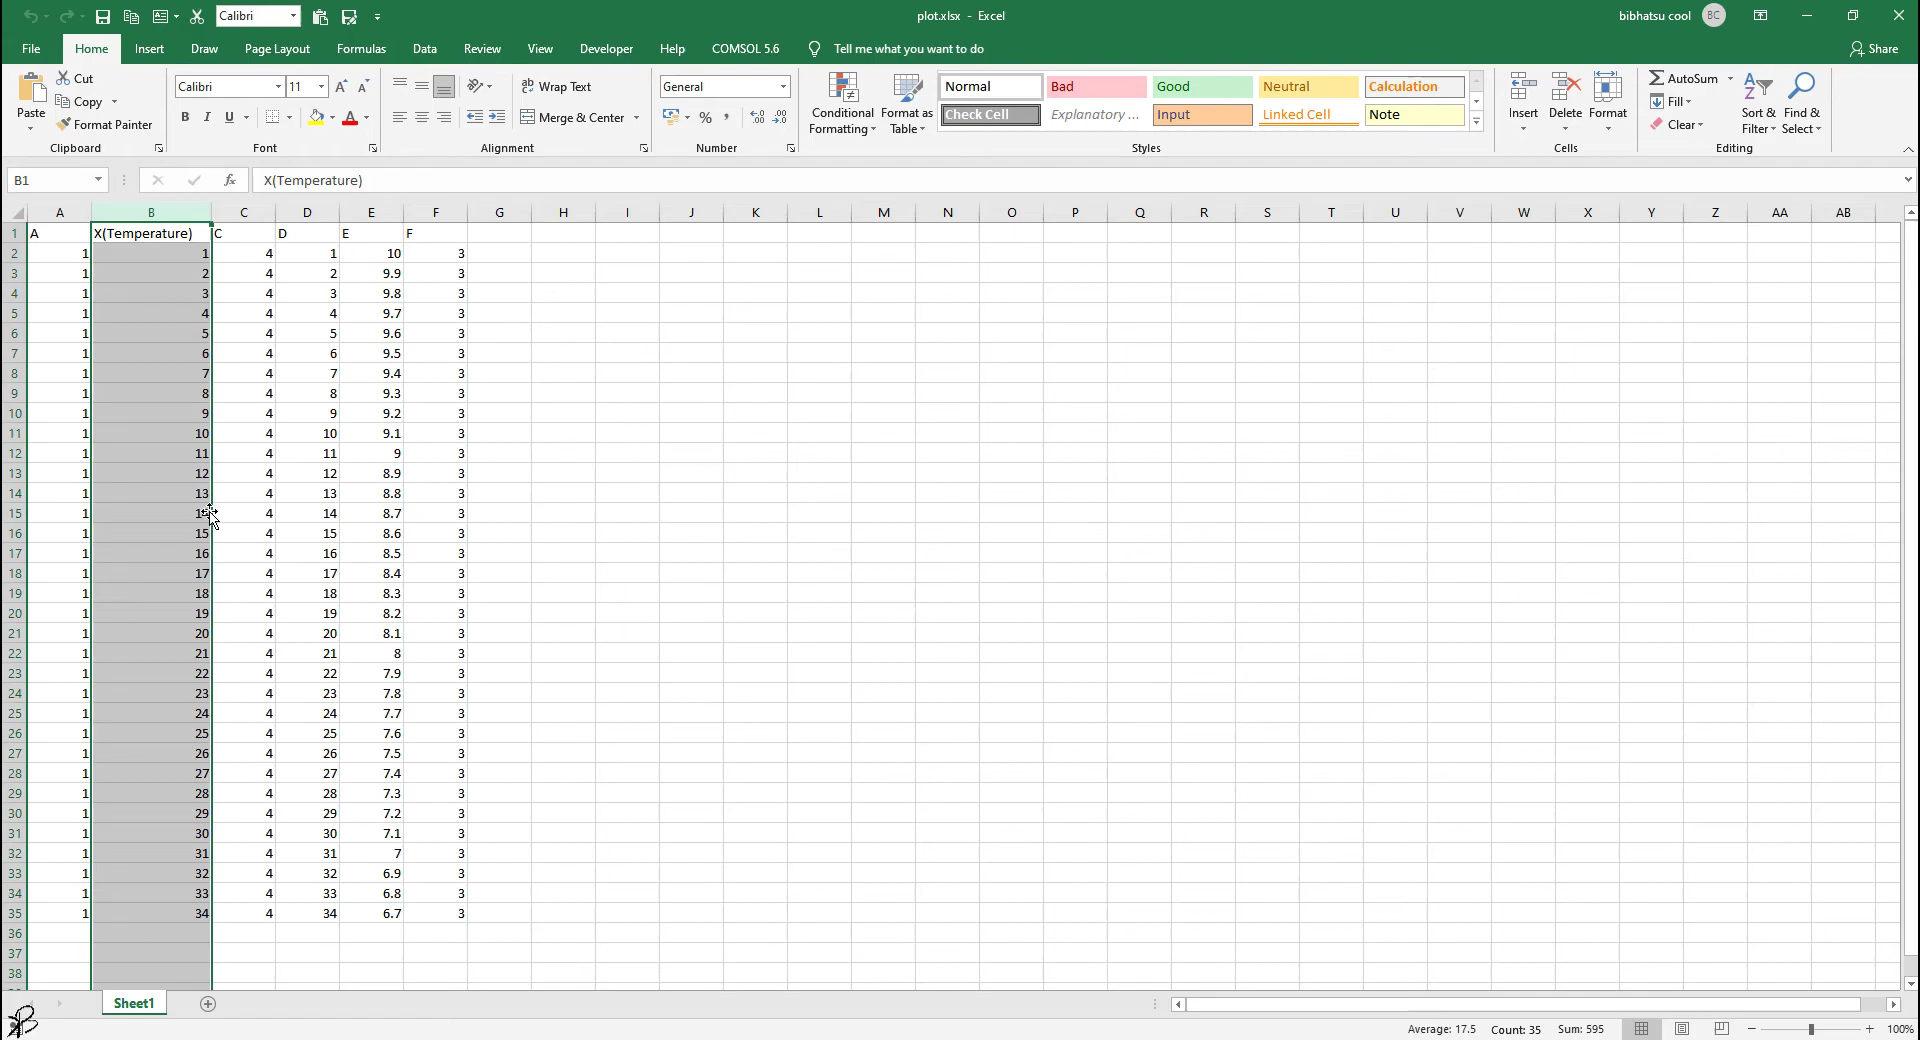 Calibri
plot.xlsx - Excel
bibhatsu cool BC
File Home Insert Draw Page Layout Formulas Data Review View Developer Help COMSOL 5.6 Tell me what you want to do Share
Cut
Copy
Format Painter
Paste
Clipboard
Calibri 11
B I U A
Font
Wrap Text
Merge & Center
Alignment
General
% ,
Number
Conditional Formatting
Format as Table
Normal Bad Good Neutral Calculation
Check Cell Explanatory ... Input Linked Cell Note
Styles
Insert Delete Format
Cells
AutoSum
Fill
Clear
Sort & Filter
Find & Select
Editing
B1 fx X(Temperature)
A B C D E F G H I J K L M N O P Q R S T U V W X Y Z AA AB
1 A X(Temperature) C D E F
2 1 1 4 1 10 3
3 1 2 4 2 9.9 3
4 1 3 4 3 9.8 3
5 1 4 4 4 9.7 3
6 1 5 4 5 9.6 3
7 1 6 4 6 9.5 3
8 1 7 4 7 9.4 3
9 1 8 4 8 9.3 3
10 1 9 4 9 9.2 3
11 1 10 4 10 9.1 3
12 1 11 4 11 9 3
13 1 12 4 12 8.9 3
14 1 13 4 13 8.8 3
15 1 4 14 8.7 3
16 1 15 4 15 8.6 3
17 1 16 4 16 8.5 3
18 1 17 4 17 8.4 3
19 1 18 4 18 8.3 3
20 1 19 4 19 8.2 3
21 1 20 4 20 8.1 3
22 1 21 4 21 8 3
23 1 22 4 22 7.9 3
24 1 23 4 23 7.8 3
25 1 24 4 24 7.7 3
26 1 25 4 25 7.6 3
27 1 26 4 26 7.5 3
28 1 27 4 27 7.4 3
29 1 28 4 28 7.3 3
30 1 29 4 29 7.2 3
31 1 30 4 30 7.1 3
32 1 31 4 31 7 3
33 1 32 4 32 6.9 3
34 1 33 4 33 6.8 3
35 1 34 4 34 6.7 3
36
37
38
Sheet1
Average: 17.5 Count: 35 Sum: 595 100%